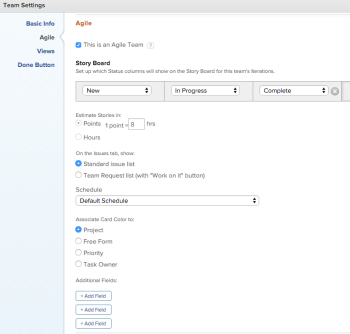 Team Settings
Basic Info
Agile
Views
Done Button
Agile
This is an Agile Team ?
Story Board
Set up which Status columns will show on the Story Board for this team's iterations.
New In Progress Complete
Estimate Stories in:
Points 1 point = 8 hrs
Hours
On the Issues tab, show:
Standard issue list
Team Request list (with "Work on it" button)
Schedule
Default Schedule
Associate Card Color to:
Project
Free Form
Priority
Task Owner
Additional Fields:
+ Add Field
+ Add Field
+ Add Field